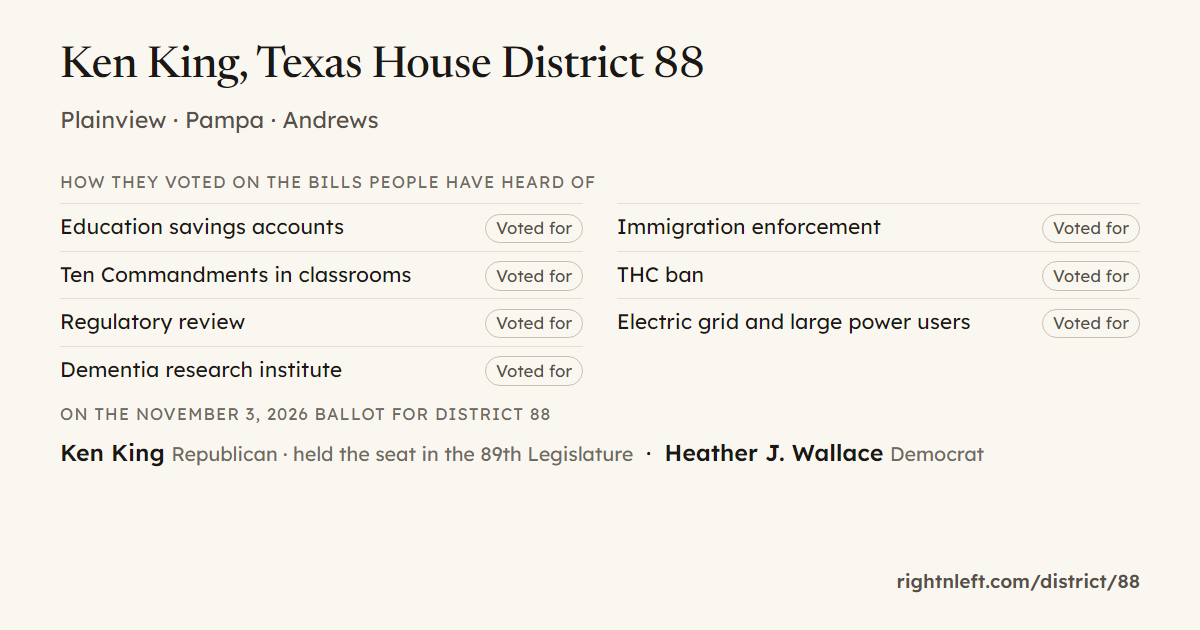 Ken King, Texas House District 88
Plainview · Pampa · Andrews
HOW THEY VOTED ON THE BILLS PEOPLE HAVE HEARD OF
Education savings accounts Voted for
Ten Commandments in classrooms Voted for
Regulatory review Voted for
Dementia research institute Voted for
Immigration enforcement Voted for
THC ban Voted for
Electric grid and large power users Voted for
ON THE NOVEMBER 3, 2026 BALLOT FOR DISTRICT 88
Ken King Republican · held the seat in the 89th Legislature · Heather J. Wallace Democrat
rightnleft.com/district/88